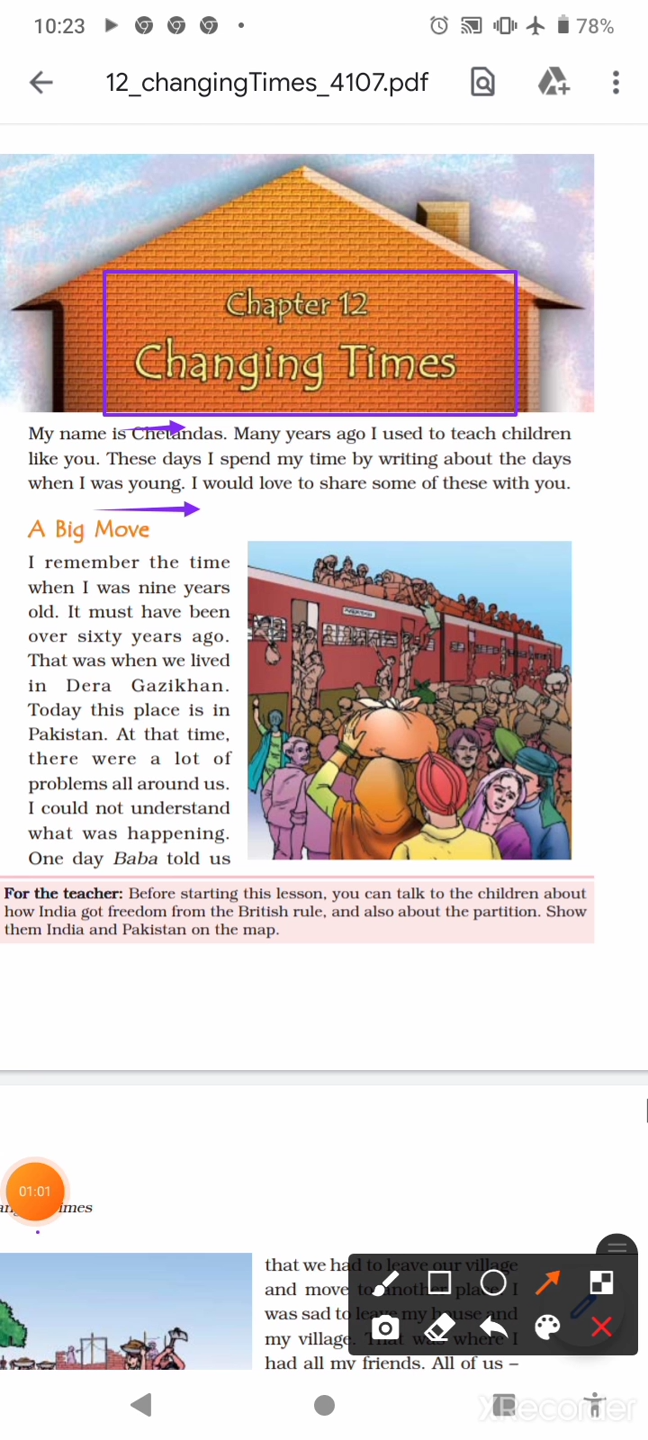 10:23
78%
12_changingTimes_4107.pdf
Chapter 12
Changing Times
My name is Chetandas. Many years ago I used to teach children
like you. These days I spend my time by writing about the days
when I was young. I would love to share some of these with you.
A Big Move
I remember the time
when I was nine years
old. It must have been
over sixty years ago.
That was when we lived
in Dera Gazikhan.
Today this place is in
Pakistan. At that time,
there were a lot of
problems all around us.
I could not understand
what was happening.
One day Baba told us
For the teacher: Before starting this lesson, you can talk to the children about
how India got freedom from the British rule, and also about the partition. Show
them India and Pakistan on the map.
01:01
imes
that we had to leave our village
and move to another place. I
was sad to leave my house and
my village. That was where I
had all my friends. All of us –
XRecorder